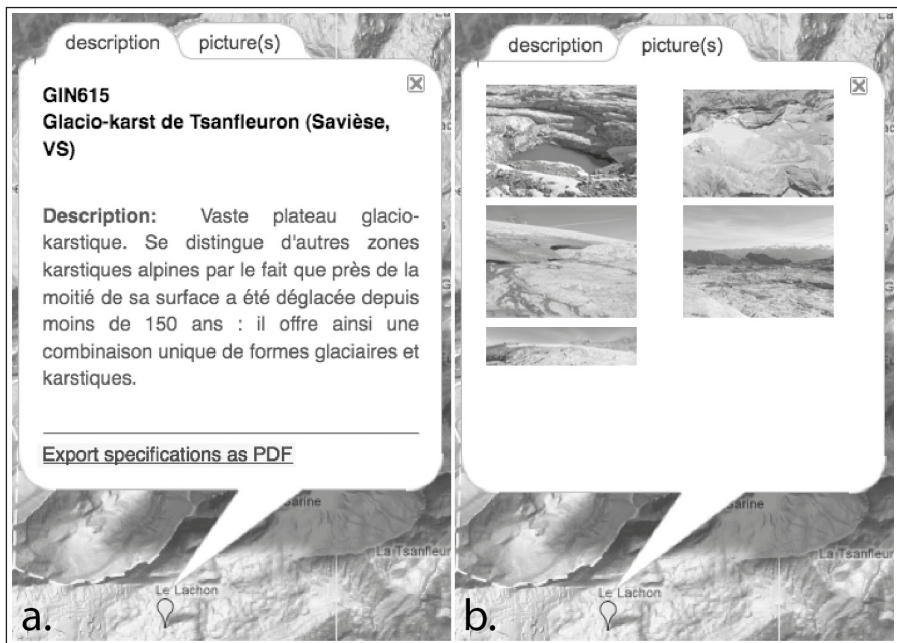 description picture(s)
GIN615
Glacio-karst de Tsanfleuron (Savièse,
VS)
Description: Vaste plateau glacio-
karstique. Se distingue d'autres zones
karstiques alpines par le fait que près de la
moitié de sa surface a été déglacée depuis
moins de 150 ans : il offre ainsi une
combinaison unique de formes glaciaires et
karstiques.
Export specifications as PDF
La Tsanfleur
Le Lachon
a.
description picture(s)
Sarine
La Tsanfleur
Le Lachon
b.